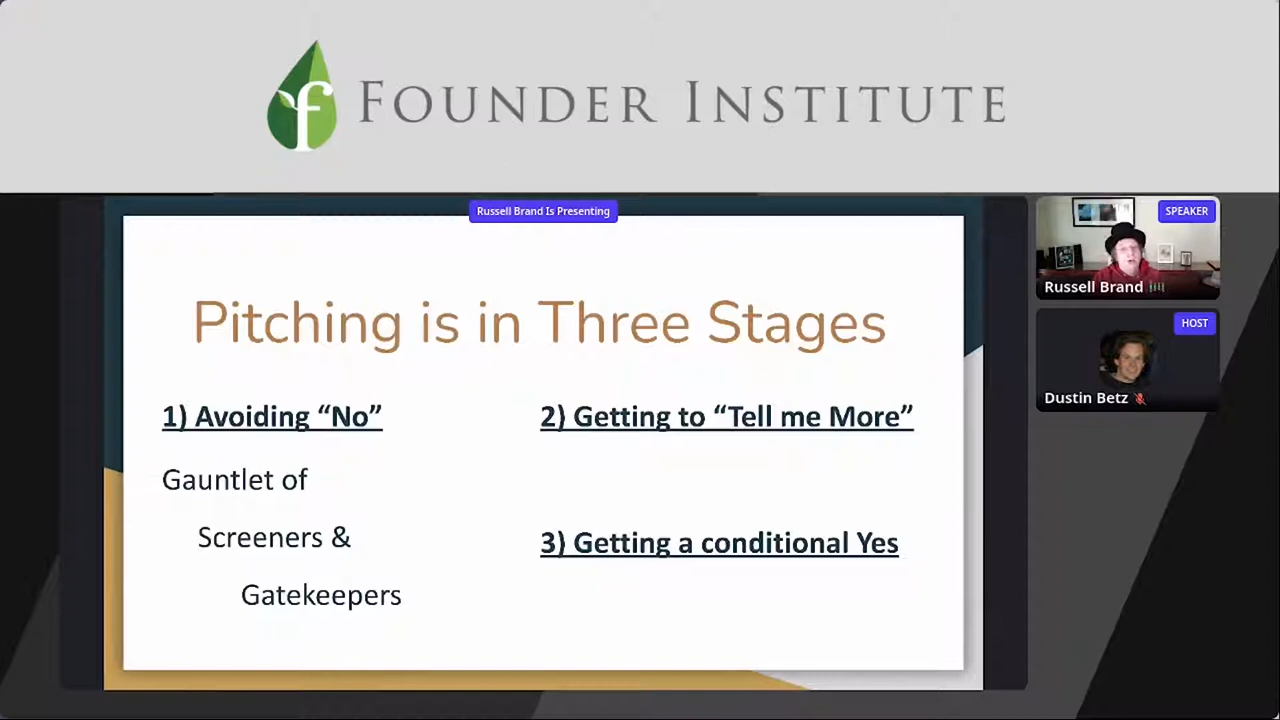 FOUNDER INSTITUTE
Russell Brand Is Presenting
Pitching is in Three Stages
1) Avoiding “No”
Gauntlet of
Screeners &
Gatekeepers
2) Getting to “Tell me More”
3) Getting a conditional Yes
SPEAKER
Russell Brand
HOST
Dustin Betz